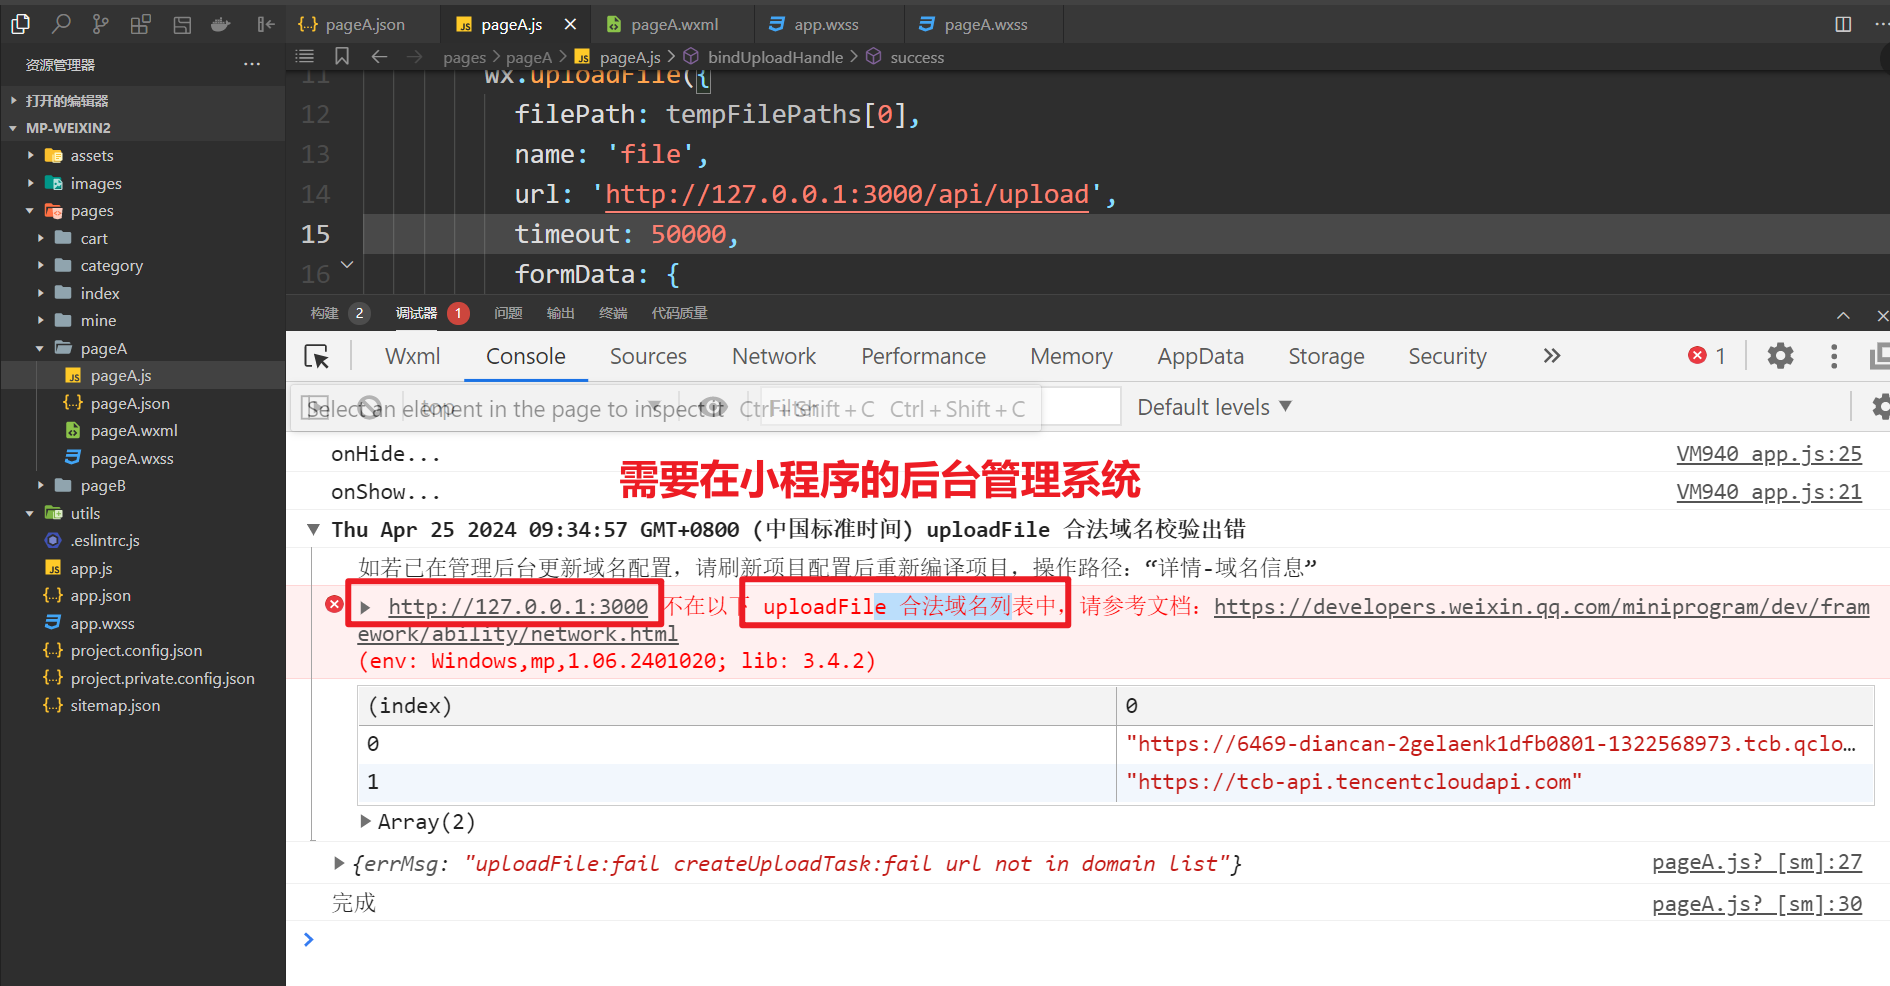 pageA.json
pageA.js
pageA.wxml
app.wxss
pageA.wxss
资源管理器
pages > pageA > pageA.js > bindUploadHandle > success
打开的编辑器
MP-WEIXIN2
assets
images
pages
cart
category
index
mine
pageA
pageA.js
pageA.json
pageA.wxml
pageA.wxss
pageB
utils
.eslintrc.js
app.js
app.json
app.wxss
project.config.json
project.private.config.json
sitemap.json
11 wx.uploadFile({
12 filePath: tempFilePaths[0],
13 name: 'file',
14 url: 'http://127.0.0.1:3000/api/upload',
15 timeout: 50000,
16 formData: {
构建 2 调试器 1 问题 输出 终端 代码质量
Wxml Console Sources Network Performance Memory AppData Storage Security 1
Select an element in the page to inspect it Ctrl + Shift + C Ctrl + Shift + C
top
Filter
Default levels
onHide... VM940 app.js:25
需要在小程序的后台管理系统
onShow... VM940 app.js:21
Thu Apr 25 2024 09:34:57 GMT+0800 (中国标准时间) uploadFile 合法域名校验出错
如若已在管理后台更新域名配置，请刷新项目配置后重新编译项目，操作路径：“详情-域名信息”
http://127.0.0.1:3000 不在以下 uploadFile 合法域名列表中，请参考文档：https://developers.weixin.qq.com/miniprogram/dev/fram
ework/ability/network.html
(env: Windows,mp,1.06.2401020; lib: 3.4.2)
(index) 0
0 "https://6469-diancan-2gelaenk1dfb0801-1322568973.tcb.qclo…
1 "https://tcb-api.tencentcloudapi.com"
Array(2)
{errMsg: "uploadFile:fail createUploadTask:fail url not in domain list"} pageA.js? [sm]:27
完成 pageA.js? [sm]:30